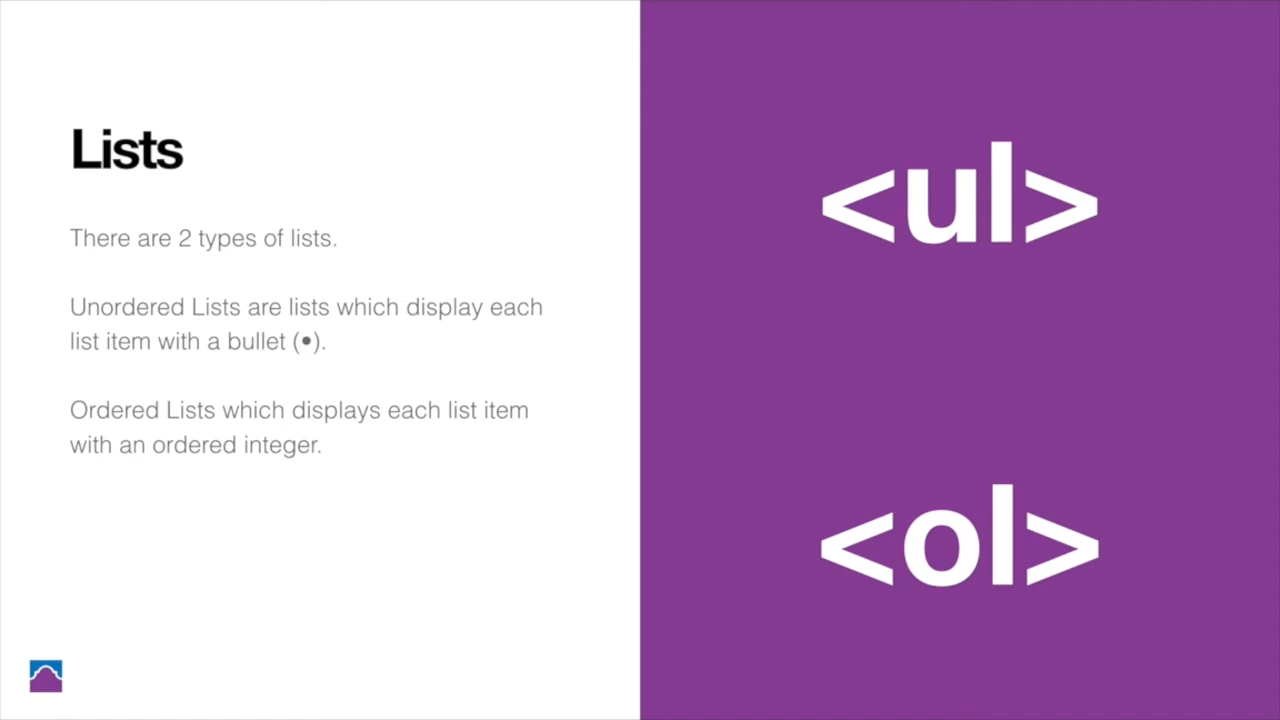 Lists
There are 2 types of lists.
Unordered Lists are lists which display each
list item with a bullet (•).
Ordered Lists which displays each list item
with an ordered integer.
<ul>
<ol>